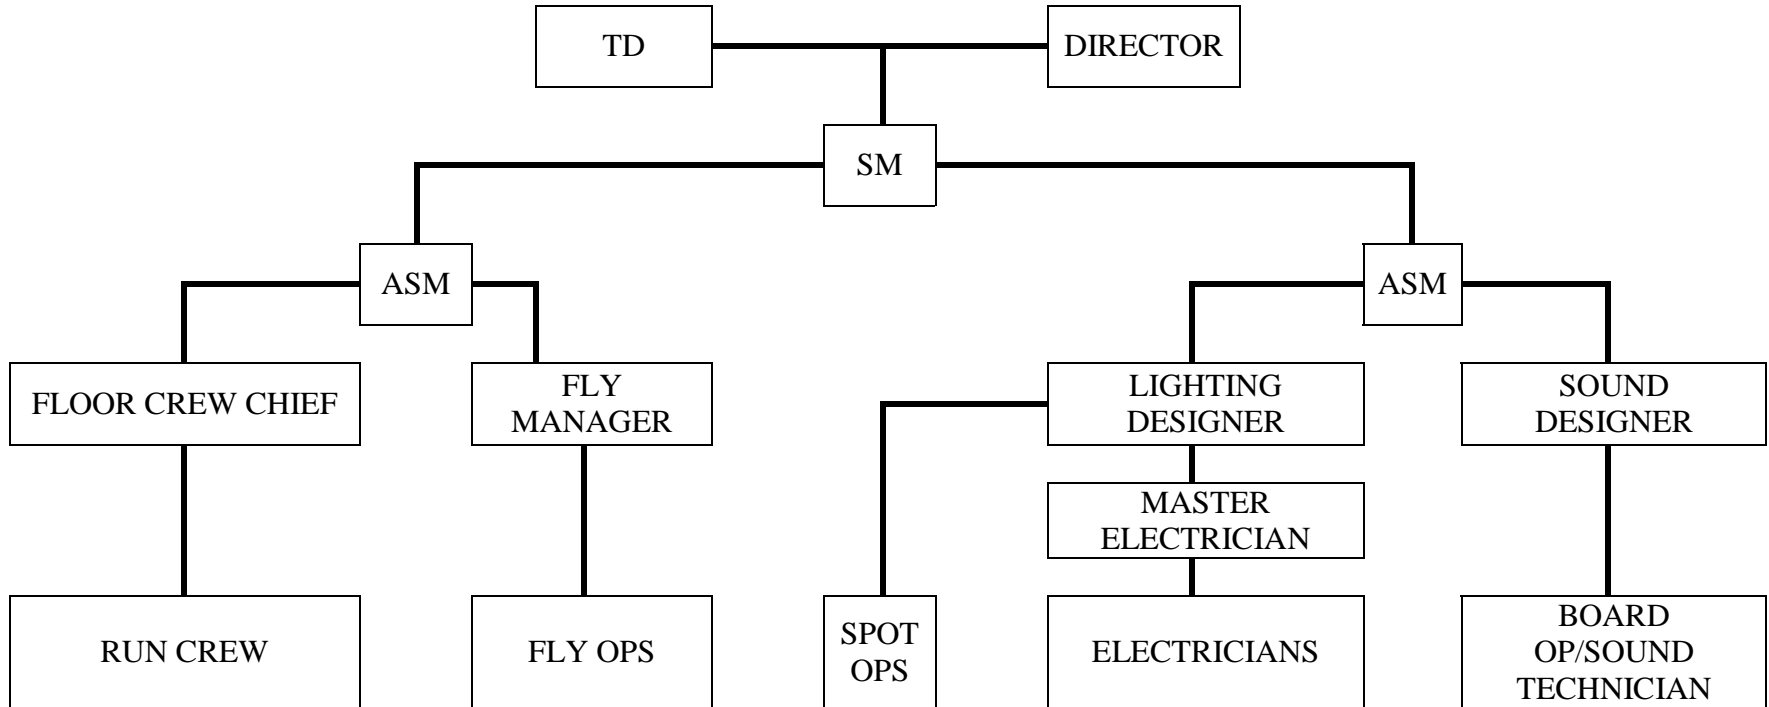 TD
DIRECTOR
SM
ASM
ASM
FLOOR CREW CHIEF
FLY
MANAGER
LIGHTING
DESIGNER
SOUND
DESIGNER
MASTER
ELECTRICIAN
RUN CREW
FLY OPS
SPOT
OPS
ELECTRICIANS
BOARD
OP/SOUND
TECHNICIAN